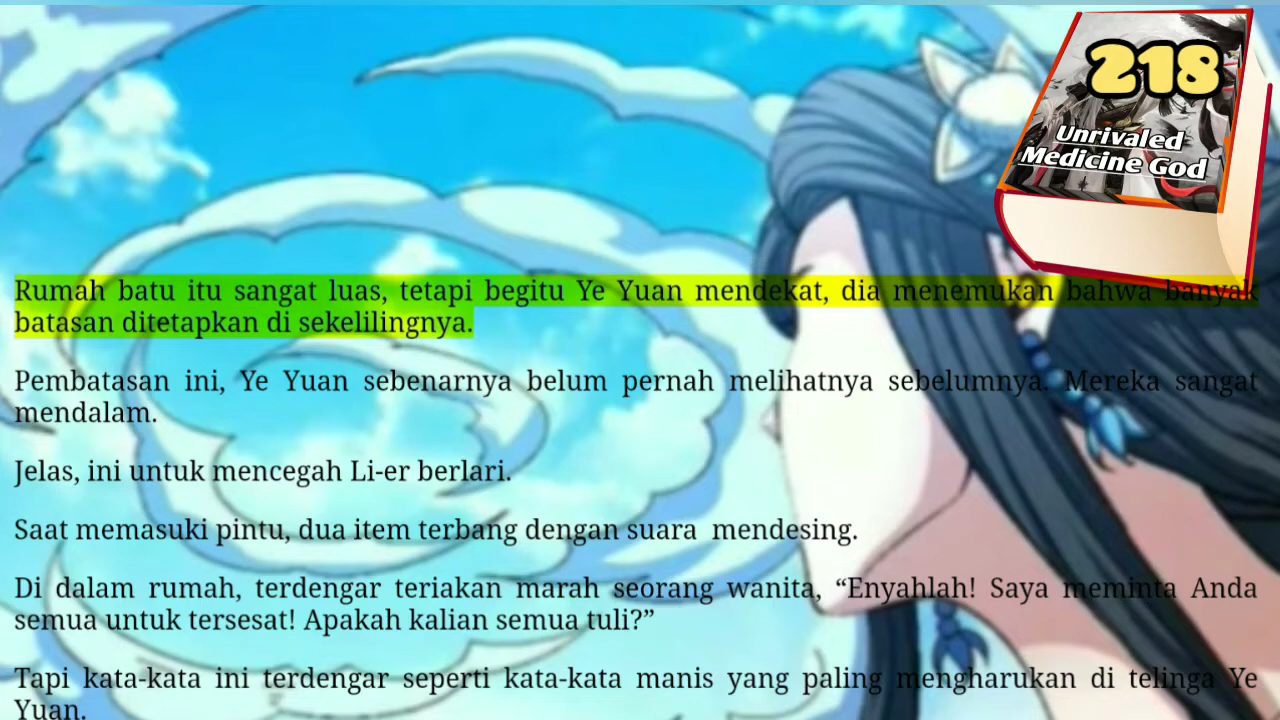 218
Unrivaled
Medicine God
Rumah batu itu sangat luas, tetapi begitu Ye Yuan mendekat, dia menemukan bahwa banyak
batasan ditetapkan di sekelilingnya.
Pembatasan ini, Ye Yuan sebenarnya belum pernah melihatnya sebelumnya. Mereka sangat
mendalam.
Jelas, ini untuk mencegah Li-er berlari.
Saat memasuki pintu, dua item terbang dengan suara mendesing.
Di dalam rumah, terdengar teriakan marah seorang wanita, “Enyahlah! Saya meminta Anda
semua untuk tersesat! Apakah kalian semua tuli?”
Tapi kata-kata ini terdengar seperti kata-kata manis yang paling mengharukan di telinga Ye
Yuan.